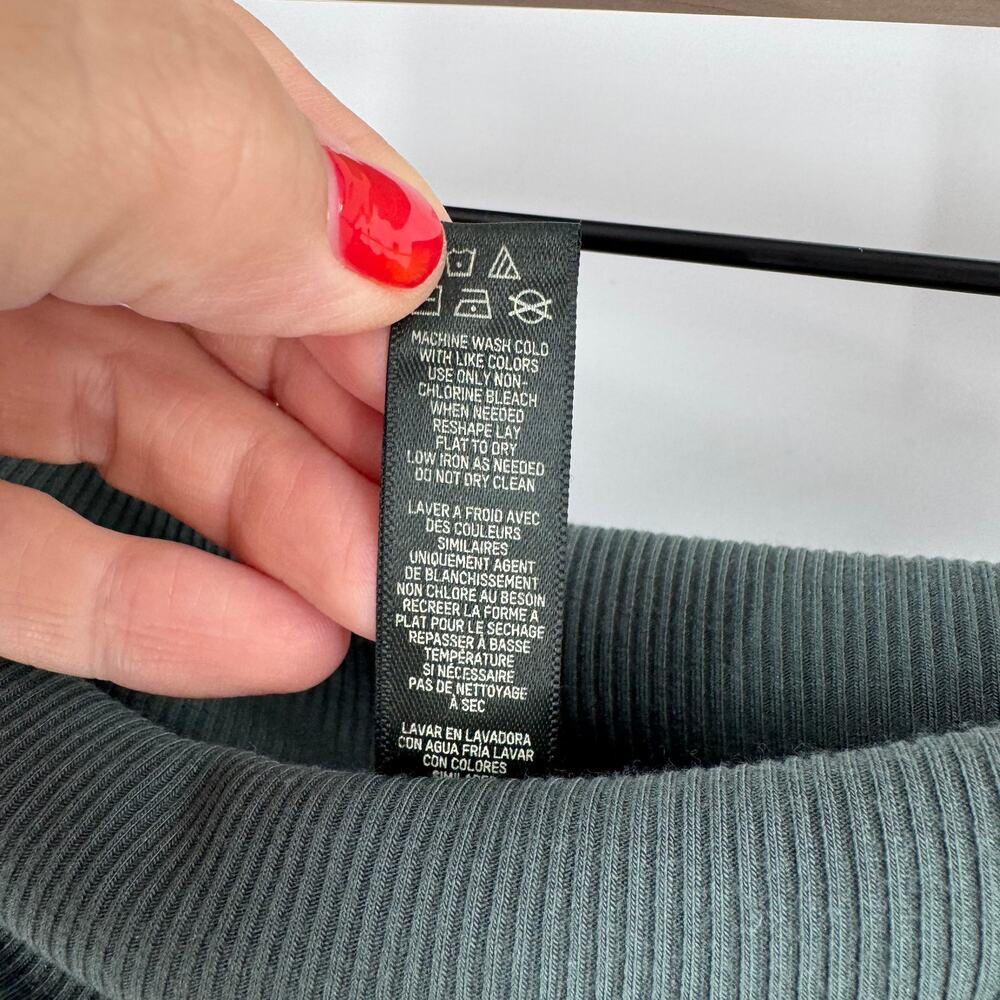 MACHINE WASH COLD
WITH LIKE COLORS
USE ONLY NON-
CHLORINE BLEACH
WHEN NEEDED
RESHAPE LAY
FLAT TO DRY
LOW IRON AS NEEDED
DO NOT DRY CLEAN
LAVER A FROID AVEC
DES COULEURS
SIMILAIRES
UNIQUEMENT AGENT
DE BLANCHISSEMENT
NON CHLORE AU BESOIN
RECREER LA FORME A
PLAT POUR LE SECHAGE
REPASSER À BASSE
TEMPÉRATURE
SI NÉCESSAIRE
PAS DE NETTOYAGE
À SEC
LAVAR EN LAVADORA
CON AGUA FRÍA LAVAR
CON COLORES